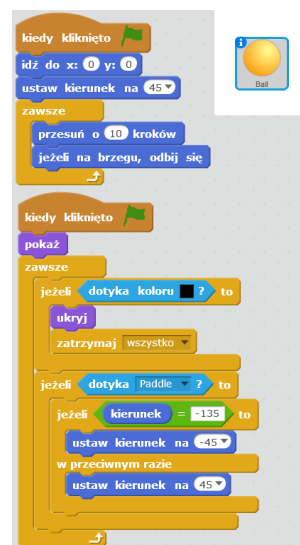 kiedy kliknięto
idź do x: 0 y: 0
ustaw kierunek na 45
zawsze
przesuń o 10 kroków
jeżeli na brzegu, odbij się
i
Ball
kiedy kliknięto
pokaż
zawsze
jeżeli dotyka koloru ? to
ukryj
zatrzymaj wszystko
jeżeli dotyka Paddle ? to
jeżeli kierunek = -135 to
ustaw kierunek na -45
w przeciwnym razie
ustaw kierunek na 45